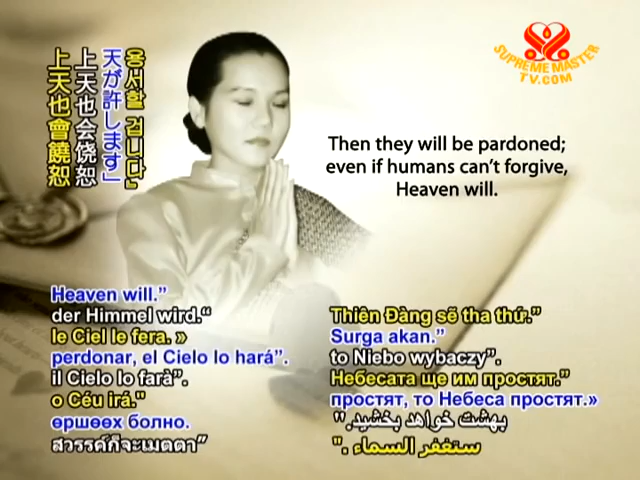 SUPREME MASTER
TV.COM
용서할 겁니다』
天が許します」
上天也会饶恕
上天也會饒恕
Then they will be pardoned;
even if humans can't forgive,
Heaven will.
Heaven will.”
der Himmel wird.“
le Ciel le fera. »
perdonar, el Cielo lo hará”.
il Cielo lo farà”.
o Céu irá."
өршөөх болно.
สวรรค์ก็จะเมตตา”
Thiên Đàng sẽ tha thứ.”
Surga akan.”
to Niebo wybaczy”.
Небесата ще им простят.”
простят, то Небеса простят.»
بهشت خواهد بخشید."
ستغفر السماء ."